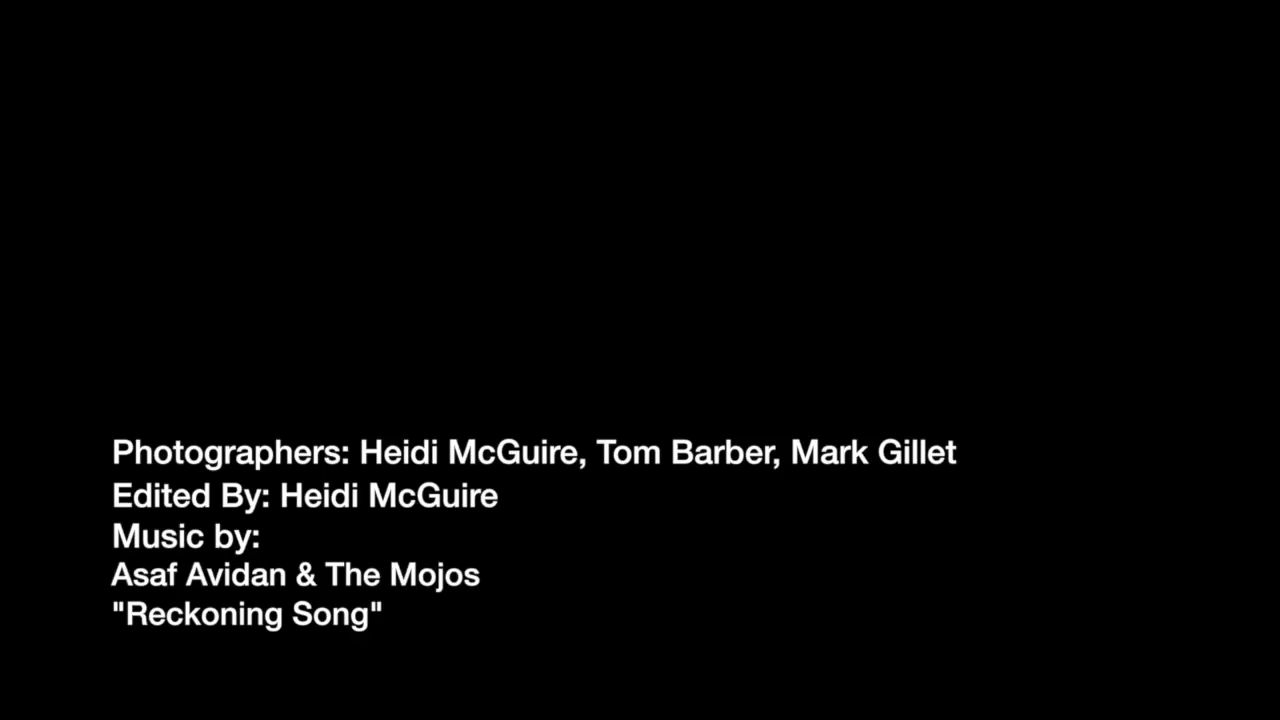 Photographers: Heidi McGuire, Tom Barber, Mark Gillet
Edited By: Heidi McGuire
Music by:
Asaf Avidan & The Mojos
"Reckoning Song"